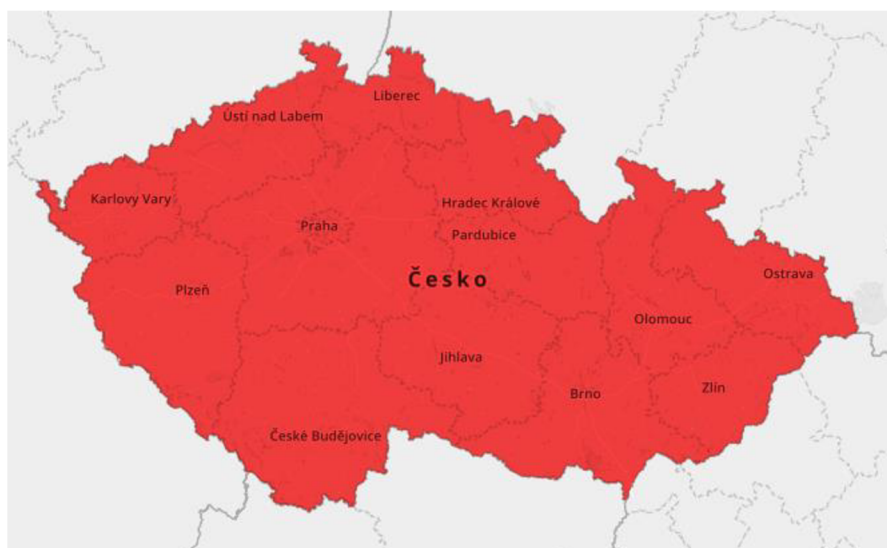 Liberec
Ústí nad Labem
Karlovy Vary
Hradec Králové
Praha
Pardubice
Česko
Ostrava
Plzeň
Olomouc
Jihlava
Zlín
Brno
České Budějovice